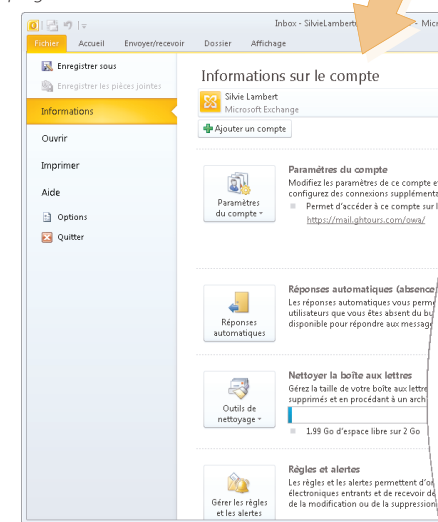 Inbox - SilvieLambert - Micr
Fichier Accueil Envoyer/recevoir Dossier Affichage
Enregistrer sous
Enregistrer les pièces jointes
Informations
Ouvrir
Imprimer
Aide
Options
Quitter
Informations sur le compte
Silvie Lambert
Microsoft Exchange
Ajouter un compte
Paramètres
du compte
Paramètres du compte
Modifiez les paramètres de ce compte e
configurez des connexions supplémenta
Permet d'accéder à ce compte sur l
https://mail.ghtours.com/owa/
Réponses
automatiques
Réponses automatiques (absence
Les réponses automatiques vous perme
utilisateurs que vous êtes absent du bu
disponible pour répondre aux message
Outils de
nettoyage
Nettoyer la boîte aux lettres
Gérez la taille de votre boîte aux lettre
supprimés et en procédant à un arch
1.99 Go d'espace libre sur 2 Go
Gérer les règles
et les alertes
Règles et alertes
Les règles et les alertes permettent d'or
électroniques entrants et de recevoir de
de la modification ou de la suppression